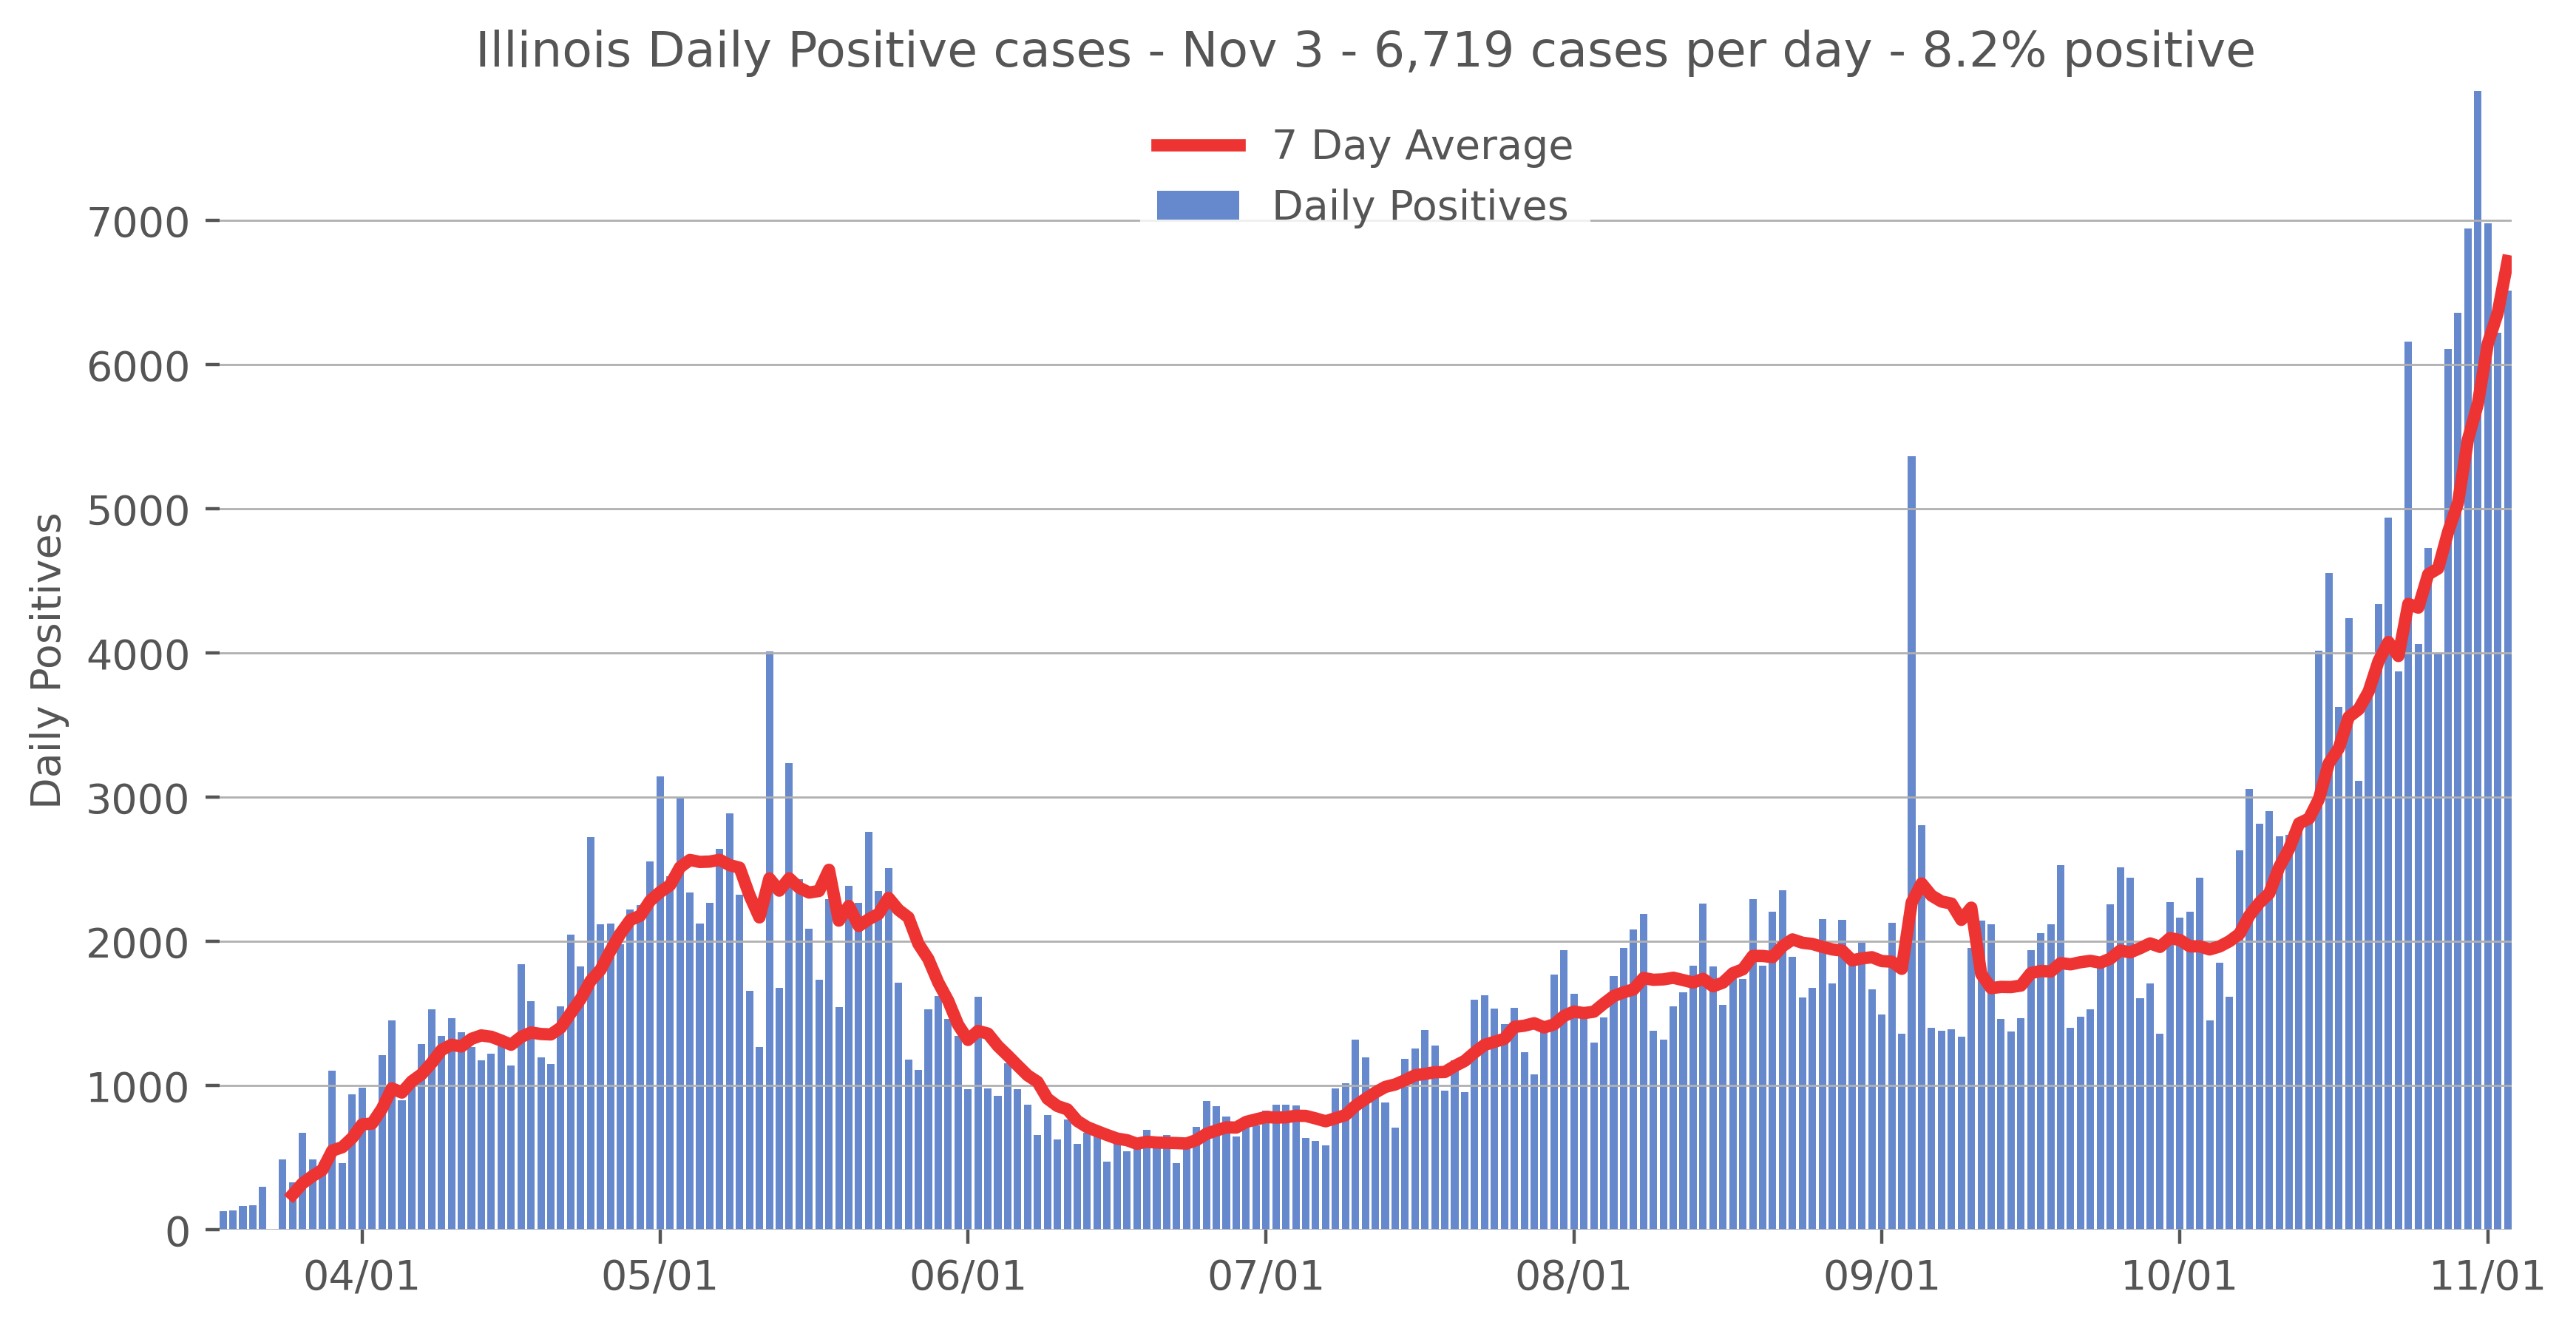 Illinois Daily Positive cases - Nov 3 - 6,719 cases per day - 8.2% positive
7 Day Average
Daily Positives
Daily Positives
7000
6000
5000
4000
3000
2000
1000
0
04/01 05/01 06/01 07/01 08/01 09/01 10/01 11/01